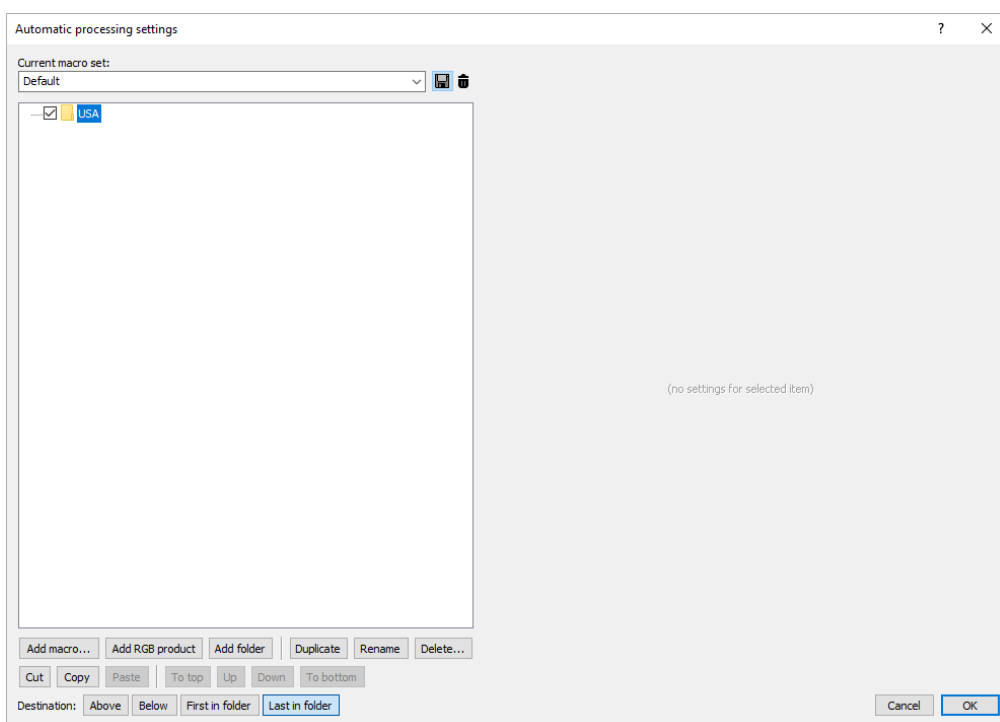 Automatic processing settings ? ×
Current macro set:
Default
USA
(no settings for selected item)
Add macro... Add RGB product Add folder Duplicate Rename Delete...
Cut Copy Paste To top Up Down To bottom
Destination: Above Below First in folder Last in folder Cancel OK